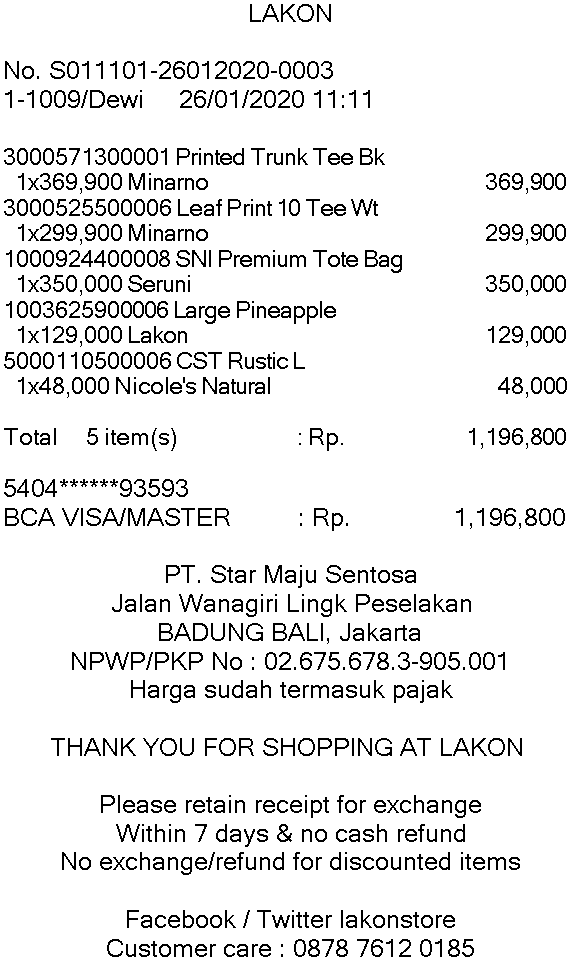 LAKON
No. S011101-26012020-0003
1-1009/Dewi 26/01/2020 11:11
3000571300001 Printed Trunk Tee Bk
1x369,900 Minarno 369,900
3000525500006 Leaf Print 10 Tee Wt
1x299,900 Minarno 299,900
1000924400008 SNI Premium Tote Bag
1x350,000 Seruni 350,000
1003625900006 Large Pineapple
1x129,000 Lakon 129,000
5000110500006 CST Rustic L
1x48,000 Nicole's Natural 48,000
Total 5 item(s) : Rp. 1,196,800
5404******93593
BCA VISA/MASTER : Rp. 1,196,800
PT. Star Maju Sentosa
Jalan Wanagiri Lingk Peselakan
BADUNG BALI, Jakarta
NPWP/PKP No : 02.675.678.3-905.001
Harga sudah termasuk pajak
THANK YOU FOR SHOPPING AT LAKON
Please retain receipt for exchange
Within 7 days & no cash refund
No exchange/refund for discounted items
Facebook / Twitter lakonstore
Customer care : 0878 7612 0185